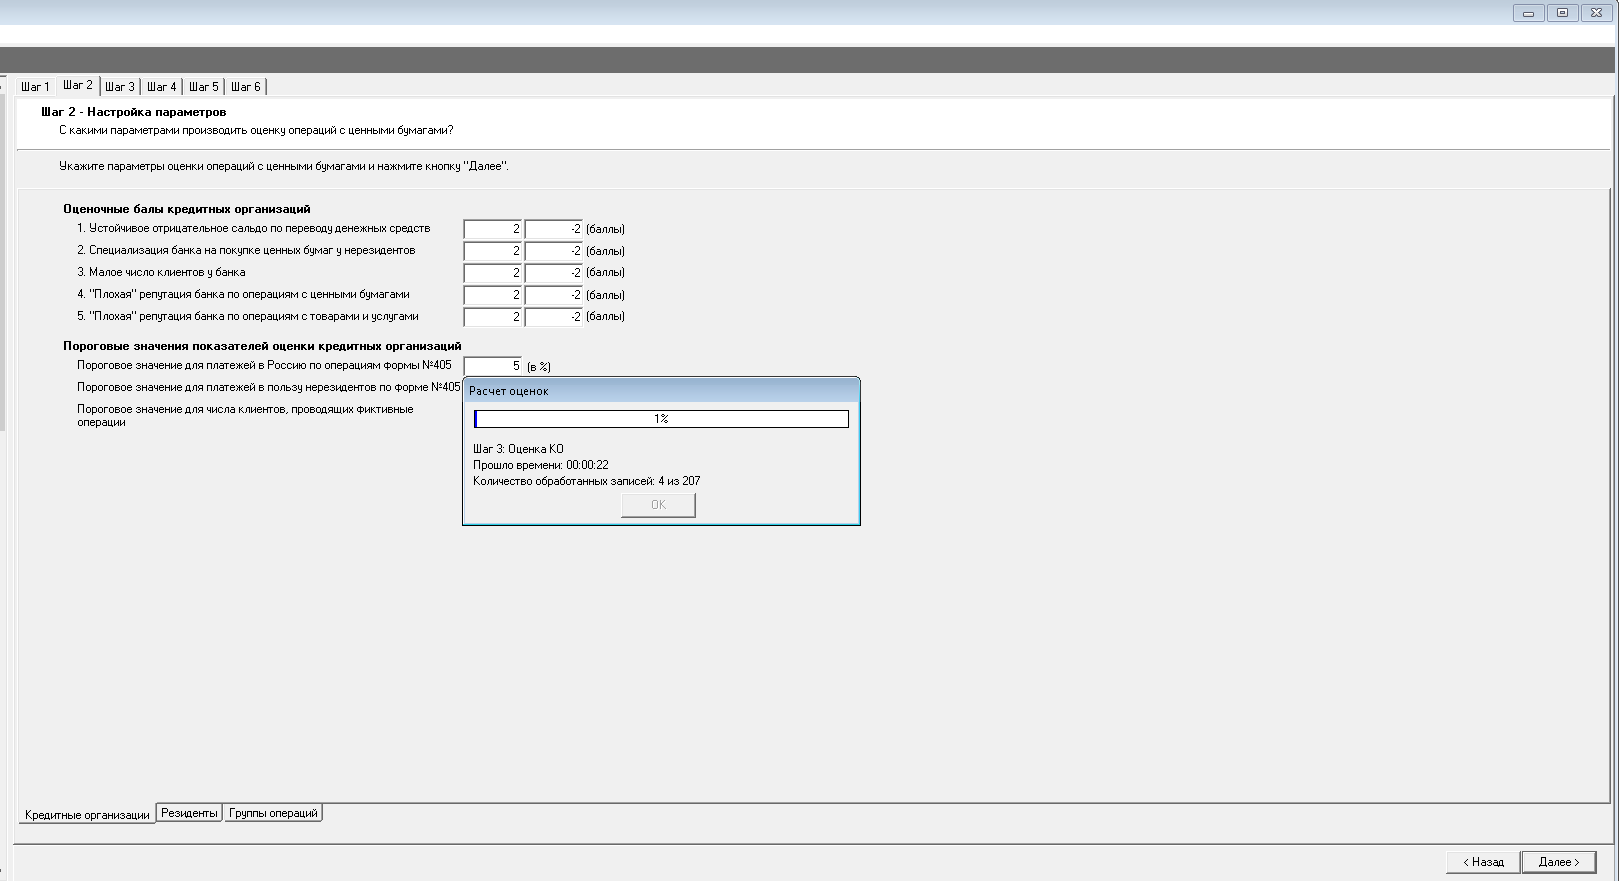 Шаг 1 Шаг 2 Шаг 3 Шаг 4 Шаг 5 Шаг 6
Шаг 2 - Настройка параметров
С какими параметрами производить оценку операций с ценными бумагами?
Укажите параметры оценки операций с ценными бумагами и нажмите кнопку "Далее".
Оценочные балы кредитных организаций
1. Устойчивое отрицательное сальдо по переводу денежных средств 2 -2 (баллы)
2. Специализация банка на покупке ценных бумаг у нерезидентов 2 -2 (баллы)
3. Малое число клиентов у банка 2 -2 (баллы)
4. "Плохая" репутация банка по операциям с ценными бумагами 2 -2 (баллы)
5. "Плохая" репутация банка по операциям с товарами и услугами 2 -2 (баллы)
Пороговые значения показателей оценки кредитных организаций
Пороговое значение для платежей в Россию по операциям формы №405 5 (в %)
Пороговое значение для платежей в пользу нерезидентов по форме №405
Пороговое значение для числа клиентов, проводящих фиктивные
операции
Расчет оценок
1%
Шаг 3: Оценка КО
Прошло времени: 00:00:22
Количество обработанных записей: 4 из 207
OK
Кредитные организации Резиденты Группы операций
< Назад Далее >